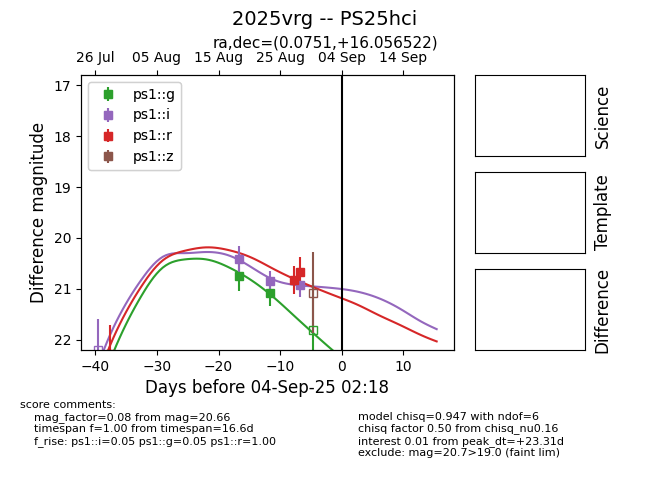 2025vrg -- PS25hci
ra,dec=(0.0751,+16.056522)
26 Jul 05 Aug 15 Aug 25 Aug 04 Sep 14 Sep
17
18
19
20
21
22
Difference magnitude
ps1::g
ps1::i
ps1::r
ps1::z
−40 −30 −20 −10 0 10
Days before 04-Sep-25 02:18
Science
Template
Difference
score comments:
mag_factor=0.08 from mag=20.66
timespan f=1.00 from timespan=16.6d
f_rise: ps1::i=0.05 ps1::g=0.05 ps1::r=1.00
model chisq=0.947 with ndof=6
chisq factor 0.50 from chisq_nu0.16
interest 0.01 from peak_dt=+23.31d
exclude: mag=20.7>19.0 (faint lim)